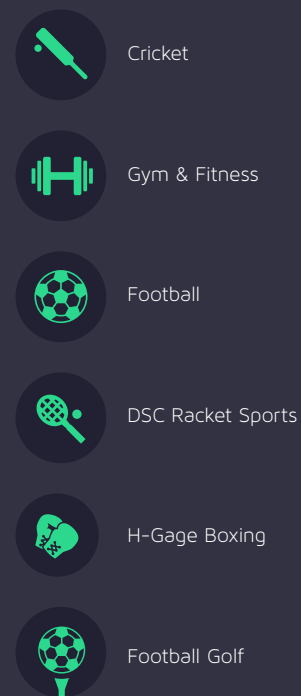 Cricket
Gym & Fitness
Football
DSC Racket Sports
H-Gage Boxing
Football Golf